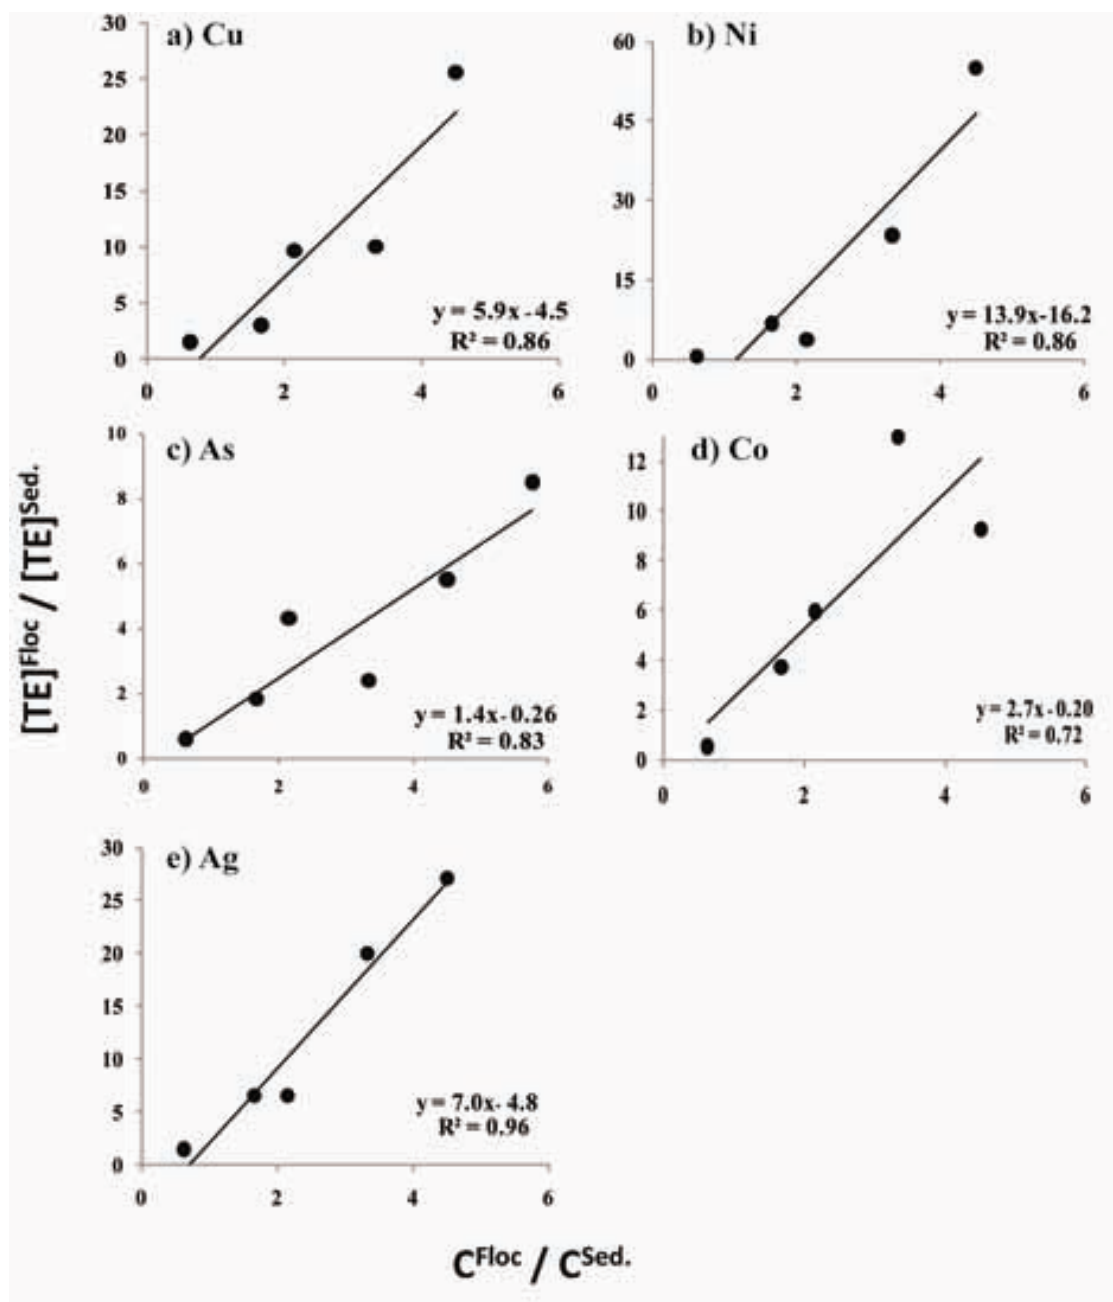 a) Cu
30
25
20
15
10
5
0
0 2 4 6
y = 5.9x - 4.5
R² = 0.86
b) Ni
60
45
30
15
0
0 2 4 6
y = 13.9x-16.2
R² = 0.86
c) As
10
8
6
4
2
0
0 2 4 6
y = 1.4x - 0.26
R² = 0.83
d) Co
12
10
8
6
4
2
0
0 2 4 6
y = 2.7x - 0.20
R² = 0.72
e) Ag
30
25
20
15
10
5
0
0 2 4 6
y = 7.0x - 4.8
R² = 0.96
[TE]Floc / [TE]Sed.
CFloc / CSed.